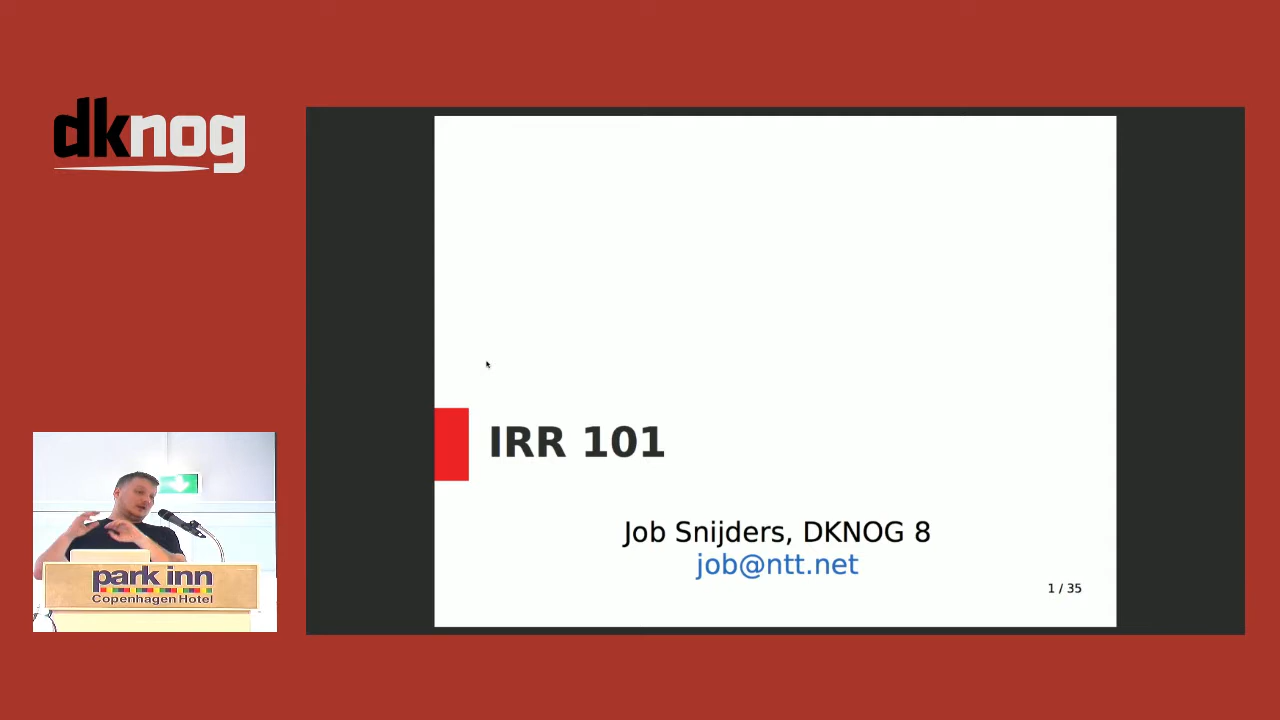 dknog
IRR 101
Job Snijders, DKNOG 8
job@ntt.net
1 / 35
park inn
Copenhagen Hotel